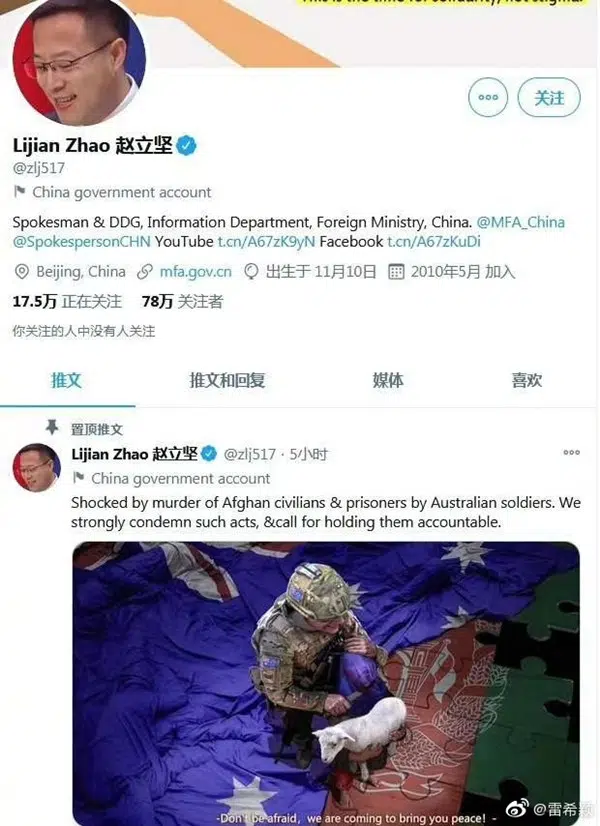 This is the time for solidarity, not stigma.
关注
Lijian Zhao 赵立坚
@zlj517
China government account
Spokesman & DDG, Information Department, Foreign Ministry, China. @MFA_China
@SpokespersonCHN YouTube t.cn/A67zK9yN Facebook t.cn/A67zKuDi
Beijing, China mfa.gov.cn 出生于 11月10日 2010年5月 加入
17.5万 正在关注 78万 关注者
你关注的人中没有人关注
推文 推文和回复 媒体 喜欢
置顶推文
Lijian Zhao 赵立坚 @zlj517 · 5小时
China government account
Shocked by murder of Afghan civilians & prisoners by Australian soldiers. We
strongly condemn such acts, &call for holding them accountable.
-Don't be afraid, we are coming to bring you peace! -
@雷希颖